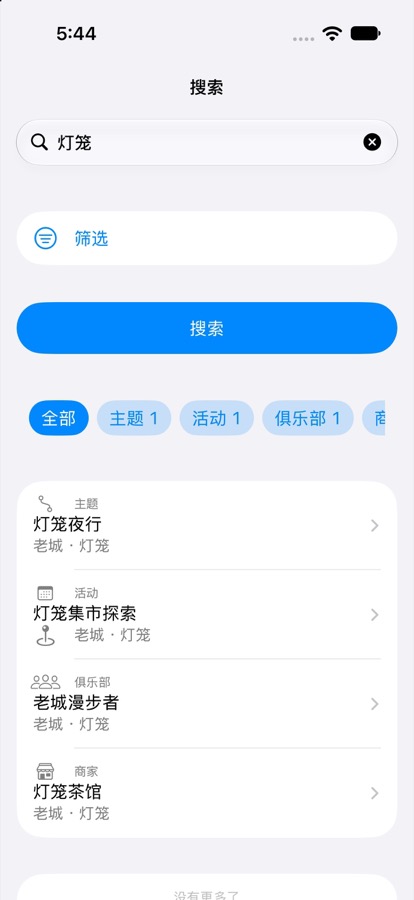 5:44
搜索
灯笼
筛选
搜索
全部 主题 1 活动 1 俱乐部 1
主题
灯笼夜行
老城 · 灯笼
活动
灯笼集市探索
老城 · 灯笼
俱乐部
老城漫步者
老城 · 灯笼
商家
灯笼茶馆
老城 · 灯笼
没有更多了